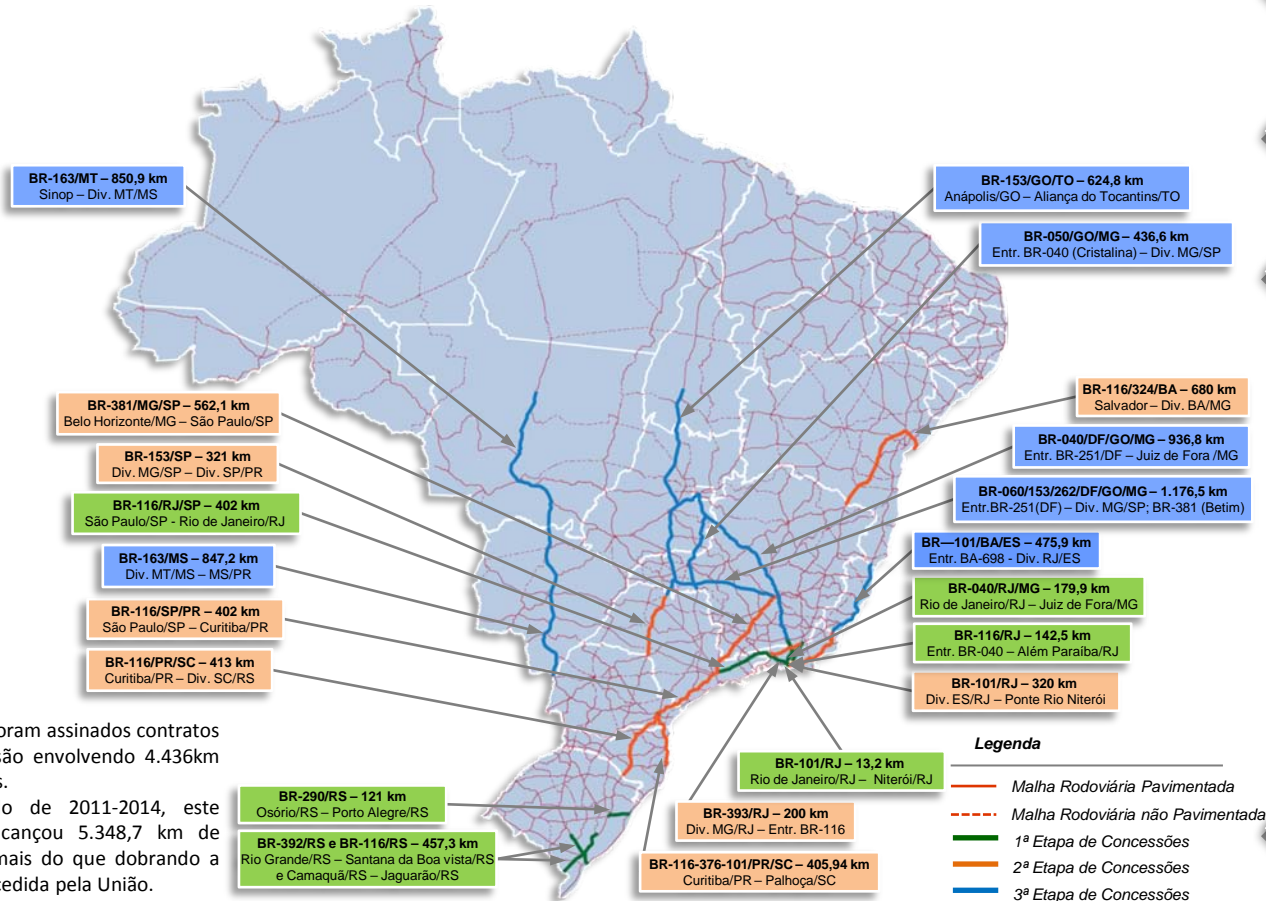 BR-163/MT – 850,9 km
Sinop – Div. MT/MS
BR-153/GO/TO – 624,8 km
Anápolis/GO – Aliança do Tocantins/TO
BR-050/GO/MG – 436,6 km
Entr. BR-040 (Cristalina) – Div. MG/SP
BR-381/MG/SP – 562,1 km
Belo Horizonte/MG – São Paulo/SP
BR-153/SP – 321 km
Div. MG/SP – Div. SP/PR
BR-116/RJ/SP – 402 km
São Paulo/SP - Rio de Janeiro/RJ
BR-163/MS – 847,2 km
Div. MT/MS – MS/PR
BR-116/SP/PR – 402 km
São Paulo/SP – Curitiba/PR
BR-116/PR/SC – 413 km
Curitiba/PR – Div. SC/RS
BR-116/324/BA – 680 km
Salvador – Div. BA/MG
BR-040/DF/GO/MG – 936,8 km
Entr. BR-251/DF – Juiz de Fora /MG
BR-060/153/262/DF/GO/MG – 1.176,5 km
Entr.BR-251(DF) – Div. MG/SP; BR-381 (Betim)
BR—101/BA/ES – 475,9 km
Entr. BA-698 - Div. RJ/ES
BR-040/RJ/MG – 179,9 km
Rio de Janeiro/RJ – Juiz de Fora/MG
BR-116/RJ – 142,5 km
Entr. BR-040 – Além Paraíba/RJ
BR-101/RJ – 320 km
Div. ES/RJ – Ponte Rio Niterói
oram assinados contratos
são envolvendo 4.436km
s.
o de 2011-2014, este
cançou 5.348,7 km de
mais do que dobrando a
cedida pela União.
BR-290/RS – 121 km
Osório/RS – Porto Alegre/RS
BR-392/RS e BR-116/RS – 457,3 km
Rio Grande/RS – Santana da Boa vista/RS
e Camaquã/RS – Jaguarão/RS
BR-101/RJ – 13,2 km
Rio de Janeiro/RJ – Niterói/RJ
BR-393/RJ – 200 km
Div. MG/RJ – Entr. BR-116
BR-116-376-101/PR/SC – 405,94 km
Curitiba/PR – Palhoça/SC
Legenda
Malha Rodoviária Pavimentada
Malha Rodoviária não Pavimentada
1ª Etapa de Concessões
2ª Etapa de Concessões
3ª Etapa de Concessões